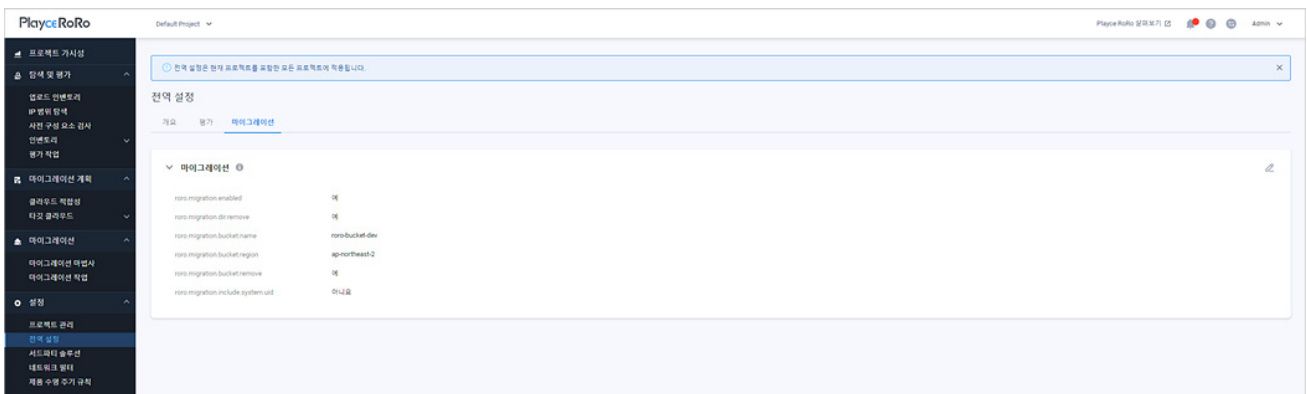 PlayceRoRo
Default Project
Playce RoRo 살펴보기
Admin
프로젝트 가시성
탐색 및 평가
업로드 인벤토리
IP 범위 탐색
사전 구성 요소 검사
인벤토리
평가 작업
마이그레이션 계획
클라우드 적합성
타깃 클라우드
마이그레이션
마이그레이션 마법사
마이그레이션 작업
설정
프로젝트 관리
전역 설정
서드파티 솔루션
네트워크 필터
제품 수명 주기 규칙
전역 설정은 현재 프로젝트를 포함한 모든 프로젝트에 적용됩니다.
전역 설정
개요 평가 마이그레이션
마이그레이션
roro.migration.enabled 예
roro.migration.dir.remove 예
roro.migration.bucket.name roro-bucket-dev
roro.migration.bucket.region ap-northeast-2
roro.migration.bucket.remove 예
roro.migration.include.system.uid 아니요